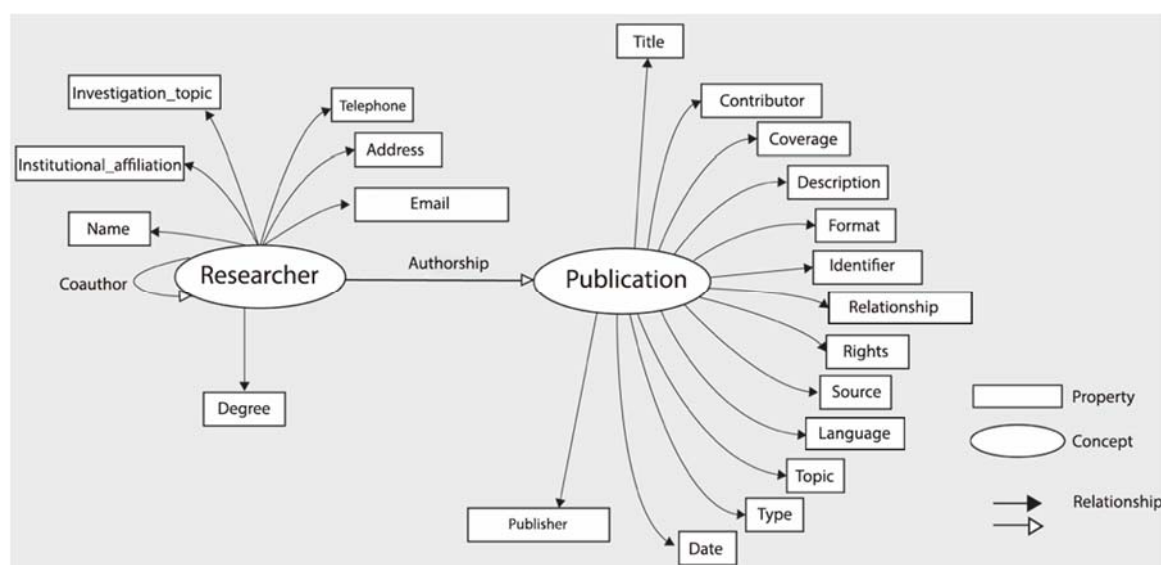 Title
Investigation_topic
Telephone
Contributor
Address
Coverage
Institutional_affiliation
Description
Email
Name
Format
Authorship
Identifier
Researcher
Publication
Coauthor
Relationship
Rights
Source
Property
Degree
Language
Concept
Topic
Type
Relationship
Publisher
Date